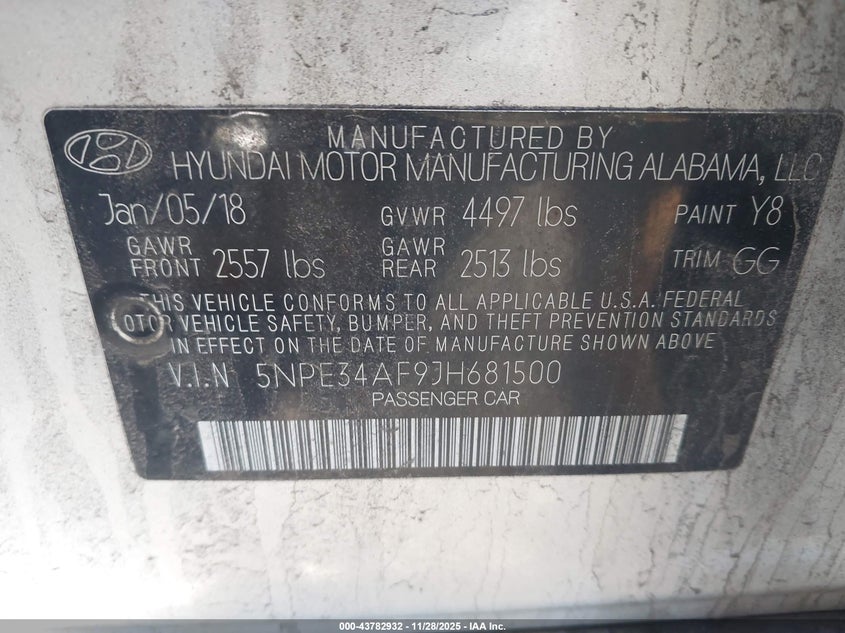 MANUFACTURED BY
HYUNDAI MOTOR MANUFACTURING ALABAMA, LLC
Jan/05/18 GVWR 4497 lbs PAINT Y8
GAWR FRONT 2557 lbs GAWR REAR 2513 lbs TRIM GG
THIS VEHICLE CONFORMS TO ALL APPLICABLE U.S.A. FEDERAL
OTOR VEHICLE SAFETY, BUMPER, AND THEFT PREVENTION STANDARDS
IN EFFECT ON THE DATE OF MANUFACTURE SHOWN ABOVE
V.I.N 5NPE34AF9JH681500
PASSENGER CAR
000-43782932 - 11/28/2025 - IAA Inc.